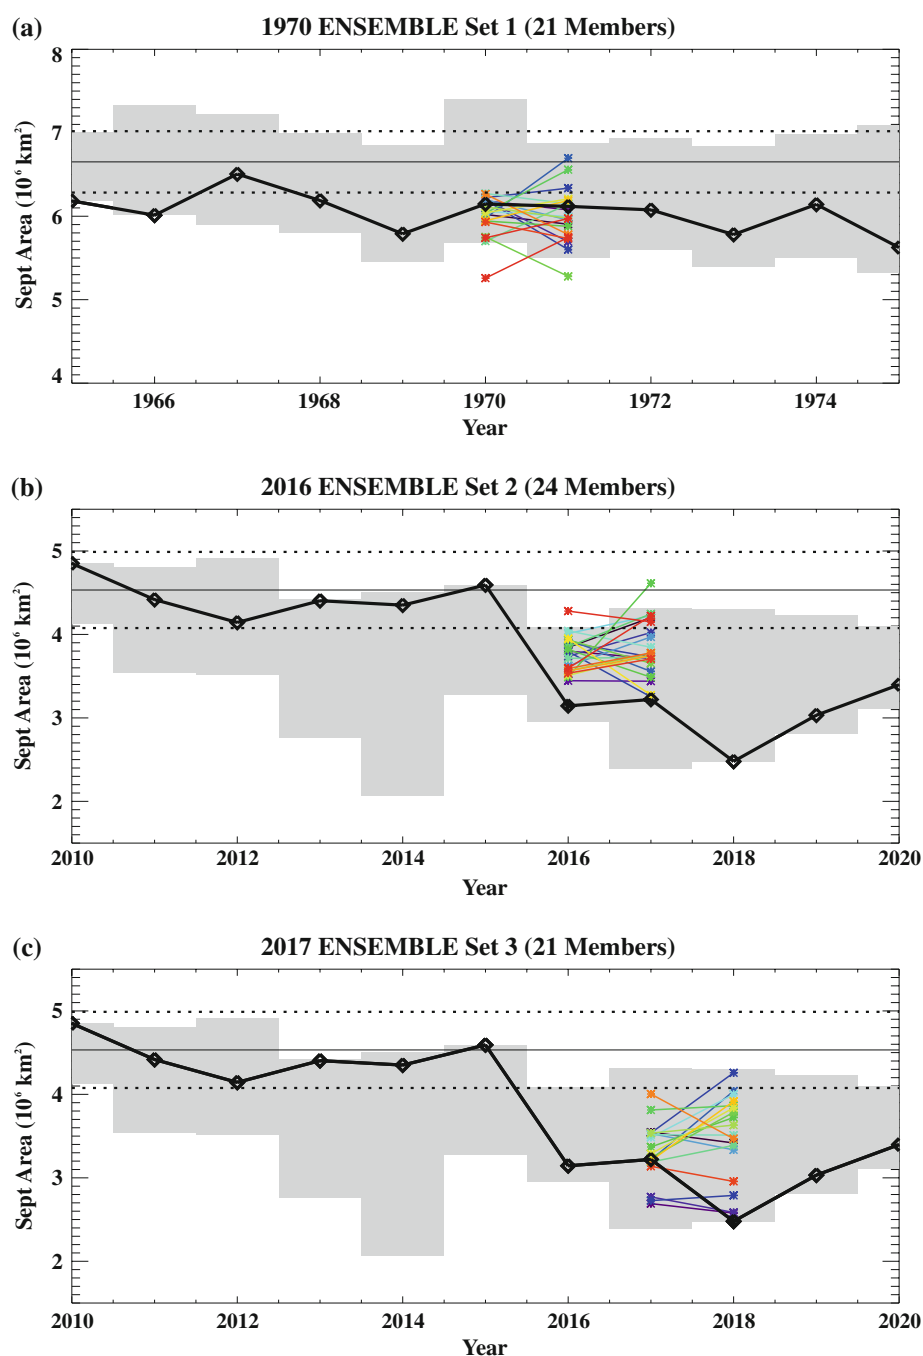 (a) 1970 ENSEMBLE Set 1 (21 Members)
8
7
6
5
4
Sept Area (10⁶ km²)
1966 1968 1970 1972 1974
Year
(b) 2016 ENSEMBLE Set 2 (24 Members)
5
4
3
2
Sept Area (10⁶ km²)
2010 2012 2014 2016 2018 2020
Year
(c) 2017 ENSEMBLE Set 3 (21 Members)
5
4
3
2
Sept Area (10⁶ km²)
2010 2012 2014 2016 2018 2020
Year